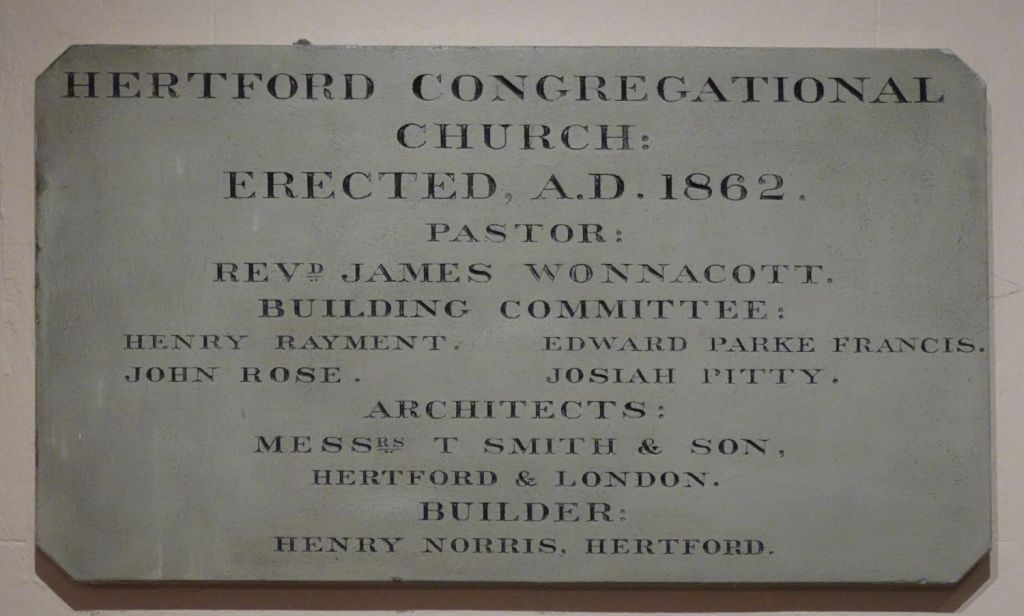 HERTFORD CONGREGATIONAL
CHURCH:
ERECTED, A.D. 1862.
PASTOR:
REVD JAMES WONNACOTT.
BUILDING COMMITTEE:
HENRY RAYMENT. EDWARD PARKE FRANCIS.
JOHN ROSE. JOSIAH PITTY.
ARCHITECTS:
MESSRS T SMITH & SON,
HERTFORD & LONDON.
BUILDER:
HENRY NORRIS, HERTFORD.